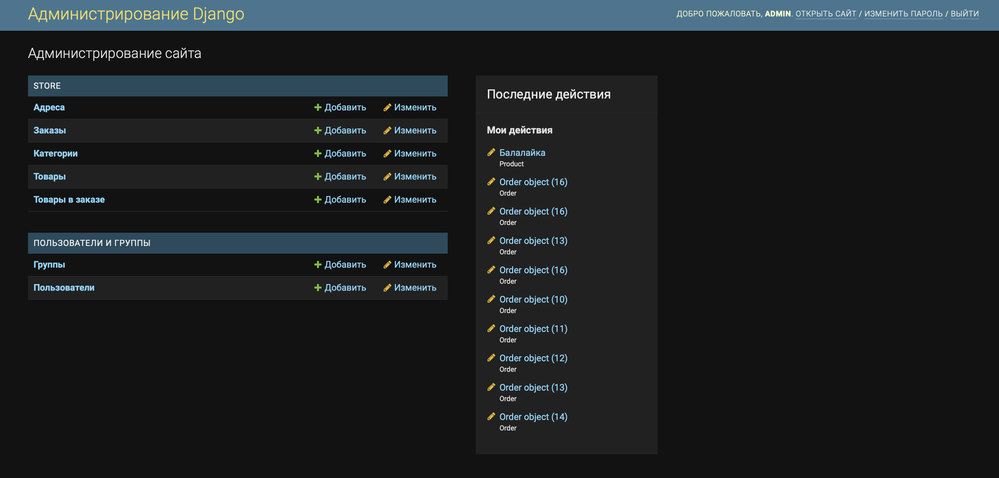 Администрирование Django
ДОБРО ПОЖАЛОВАТЬ, ADMIN. ОТКРЫТЬ САЙТ / ИЗМЕНИТЬ ПАРОЛЬ / ВЫЙТИ
Администрирование сайта
STORE
Адреса Добавить Изменить
Заказы Добавить Изменить
Категории Добавить Изменить
Товары Добавить Изменить
Товары в заказе Добавить Изменить
ПОЛЬЗОВАТЕЛИ И ГРУППЫ
Группы Добавить Изменить
Пользователи Добавить Изменить
Последние действия
Мои действия
Балалайка
Product
Order object (16)
Order
Order object (16)
Order
Order object (13)
Order
Order object (16)
Order
Order object (10)
Order
Order object (11)
Order
Order object (12)
Order
Order object (13)
Order
Order object (14)
Order